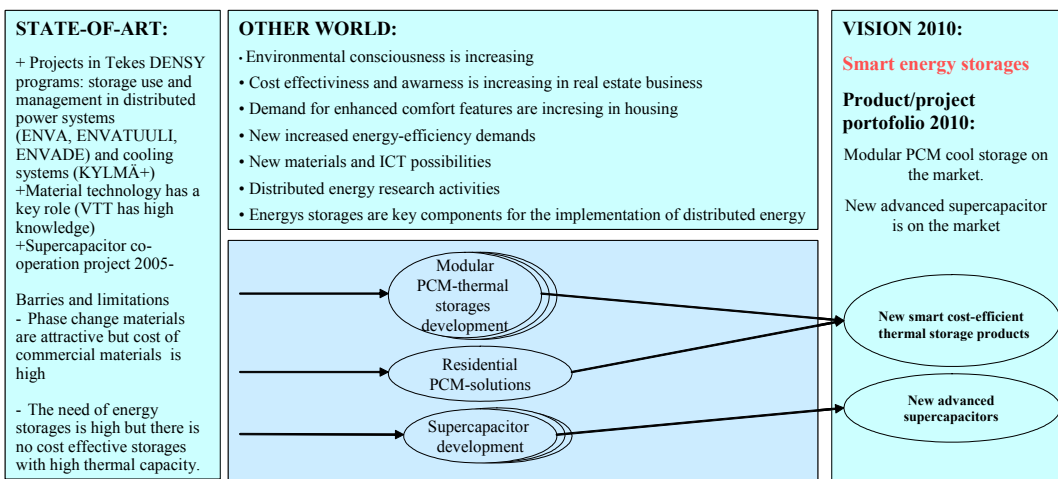 STATE-OF-ART:
+ Projects in Tekes DENSY
programs: storage use and
management in distributed
power systems
(ENVA, ENVATUULI,
ENVADE) and cooling
systems (KYLMÄ+)
+Material technology has a
key role (VTT has high
knowledge)
+Supercapacitor co-
operation project 2005-
Barries and limitations
- Phase change materials
are attractive but cost of
commercial materials is
high
- The need of energy
storages is high but there is
no cost effective storages
with high thermal capacity.
OTHER WORLD:
• Environmental consciousness is increasing
• Cost effectiviness and awarness is increasing in real estate business
• Demand for enhanced comfort features are incresing in housing
• New increased energy-efficiency demands
• New materials and ICT possibilities
• Distributed energy research activities
• Energys storages are key components for the implementation of distributed energy
Modular
PCM-thermal
storages
development
Residential
PCM-solutions
Supercapacitor
development
VISION 2010:
Smart energy storages
Product/project
portofolio 2010:
Modular PCM cool storage on
the market.
New advanced supercapacitor
is on the market
New smart cost-efficient
thermal storage products
New advanced
supercapacitors